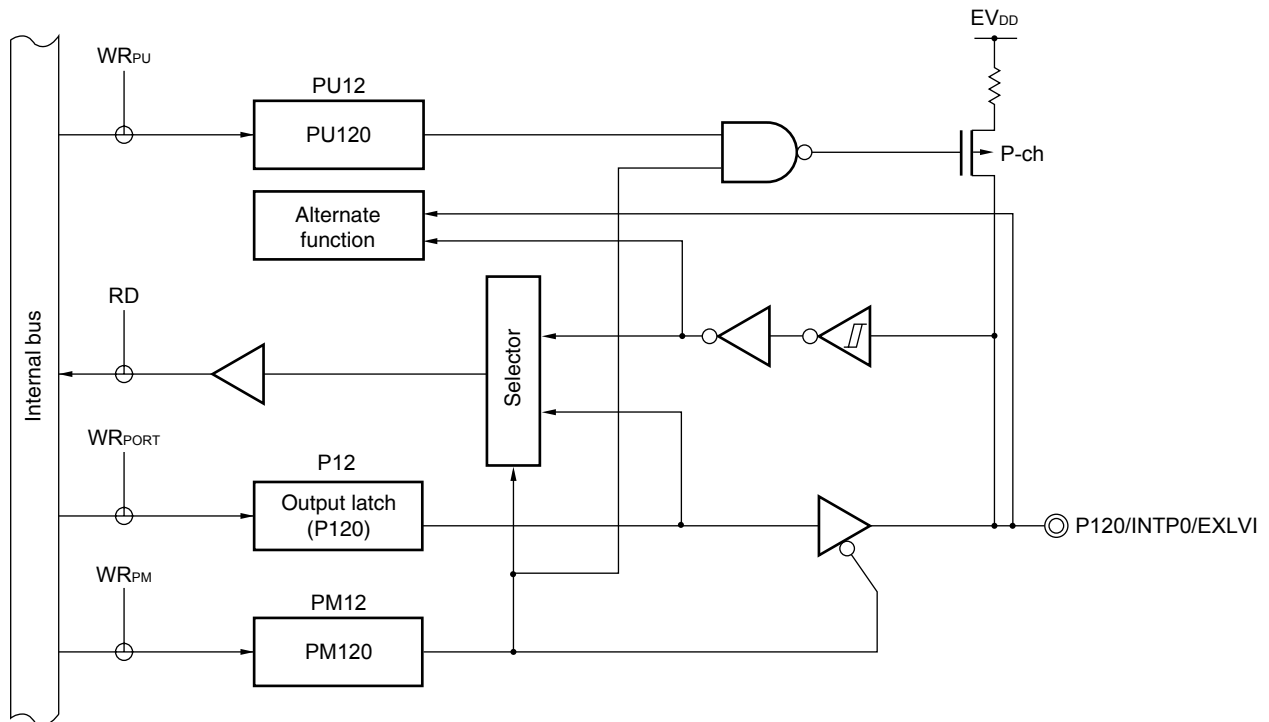 EVDD
WRPU
PU12
PU120
P-ch
Alternate
function
RD
Internal bus
Selector
WRPORT
P12
Output latch
(P120)
P120/INTP0/EXLVI
WRPM
PM12
PM120